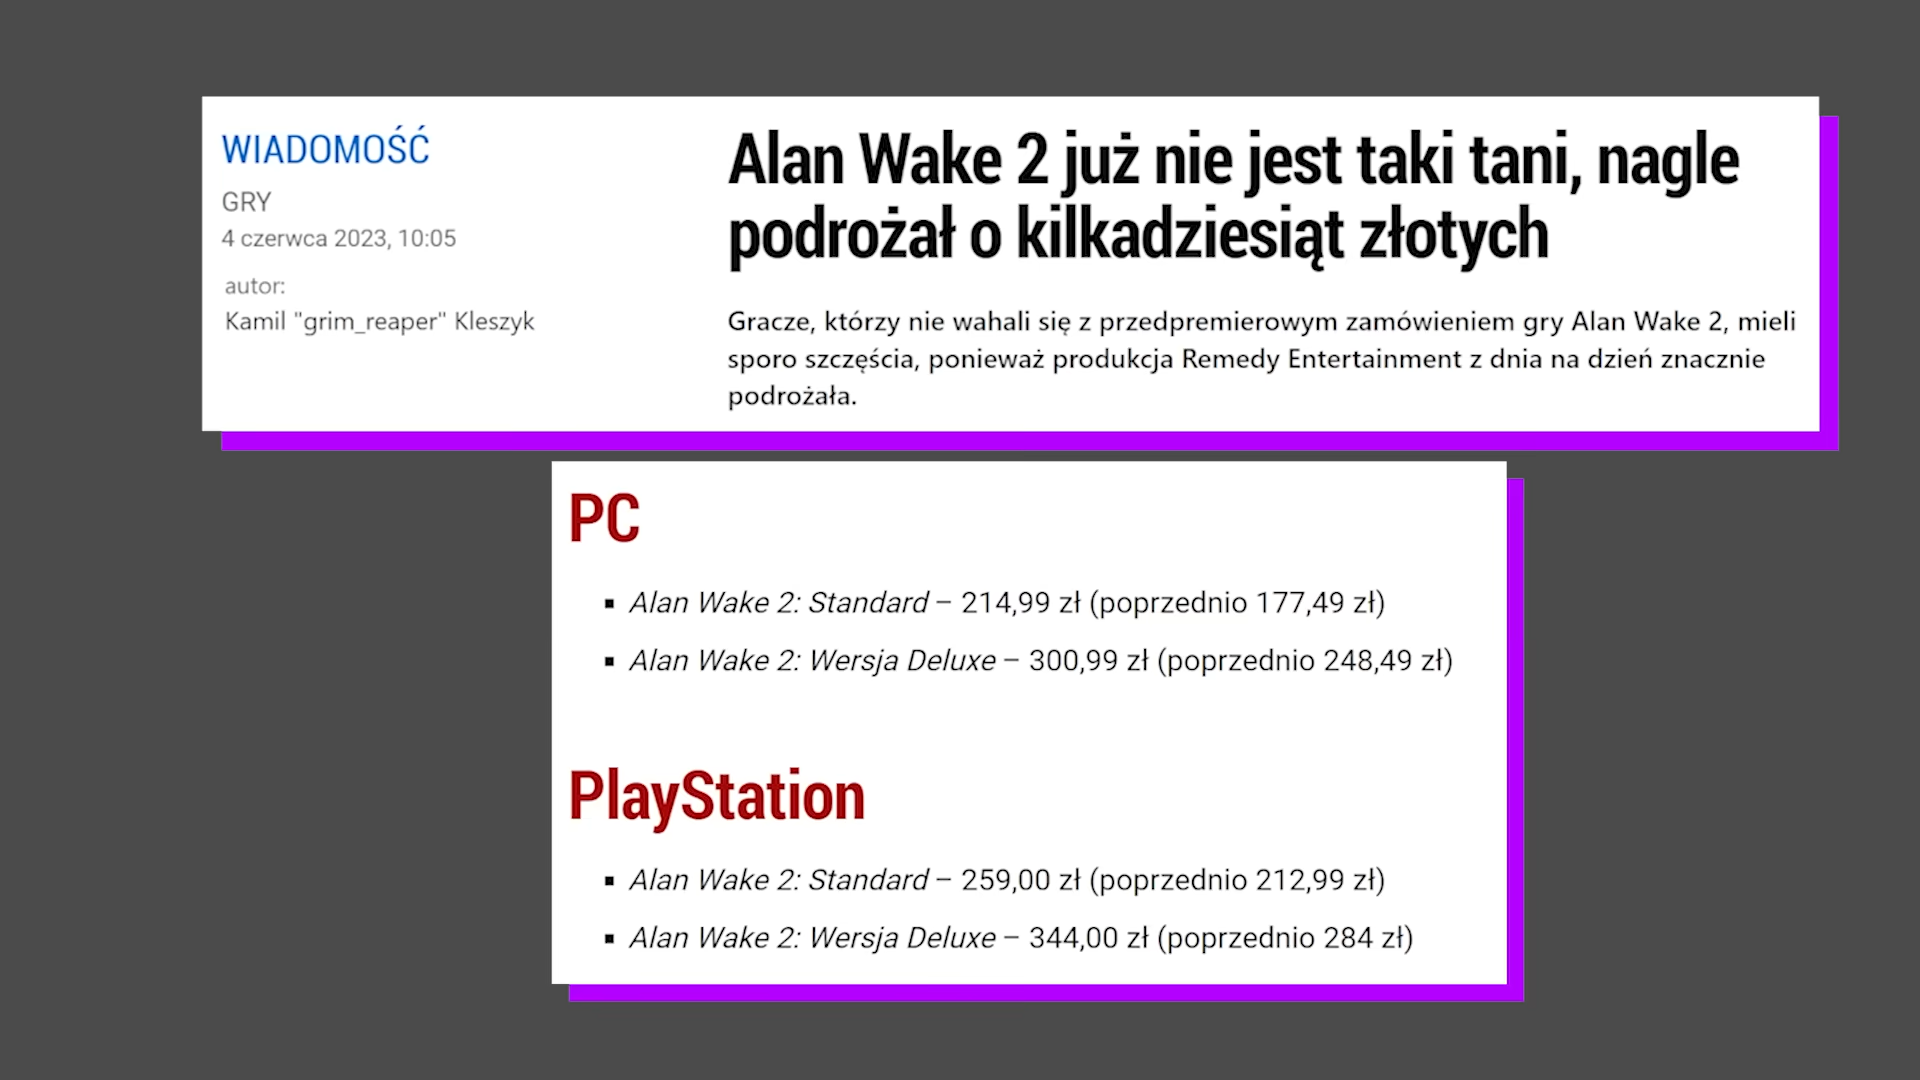 WIADOMOŚĆ
GRY
4 czerwca 2023, 10:05
autor:
Kamil "grim_reaper" Kleszyk
Alan Wake 2 już nie jest taki tani, nagle
podrożał o kilkadziesiąt złotych
Gracze, którzy nie wahali się z przedpremierowym zamówieniem gry Alan Wake 2, mieli
sporo szczęścia, ponieważ produkcja Remedy Entertainment z dnia na dzień znacznie
podrożała.
PC
▪ Alan Wake 2: Standard – 214,99 zł (poprzednio 177,49 zł)
▪ Alan Wake 2: Wersja Deluxe – 300,99 zł (poprzednio 248,49 zł)
PlayStation
▪ Alan Wake 2: Standard – 259,00 zł (poprzednio 212,99 zł)
▪ Alan Wake 2: Wersja Deluxe – 344,00 zł (poprzednio 284 zł)